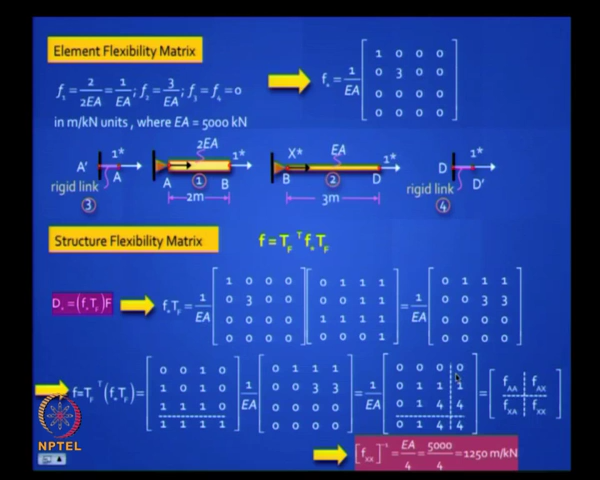 Element Flexibility Matrix
f₁ = 2/2EA = 1/EA ; f₂ = 3/EA ; f₃ = f₄ = 0
in m/kN units, where EA = 5000 kN
f* = 1/EA [1 0 0 0; 0 3 0 0; 0 0 0 0; 0 0 0 0]
A' 1* A rigid link 3
2EA 1* A 1 B 2m
X* EA 1* B 2 D 3m
D 1* D' rigid link 4
Structure Flexibility Matrix
f = T_F^T f* T_F
D* = (f* T_F) F
f* T_F = 1/EA [1 0 0 0; 0 3 0 0; 0 0 0 0; 0 0 0 0] [0 1 1 1; 0 0 1 1; 1 1 1 1; 0 0 0 1] = 1/EA [0 1 1 1; 0 0 3 3; 0 0 0 0; 0 0 0 0]
f = T_F^T (f* T_F) = [0 0 1 0; 1 0 1 0; 1 1 1 0; 1 1 1 1] 1/EA [0 1 1 1; 0 0 3 3; 0 0 0 0; 0 0 0 0] = 1/EA [0 0 0 0; 0 1 1 1; 0 1 4 4; 0 1 4 4] = [f_AA f_AX; f_XA f_XX]
[f_XX]⁻¹ = EA/4 = 5000/4 = 1250 m/kN
NPTEL